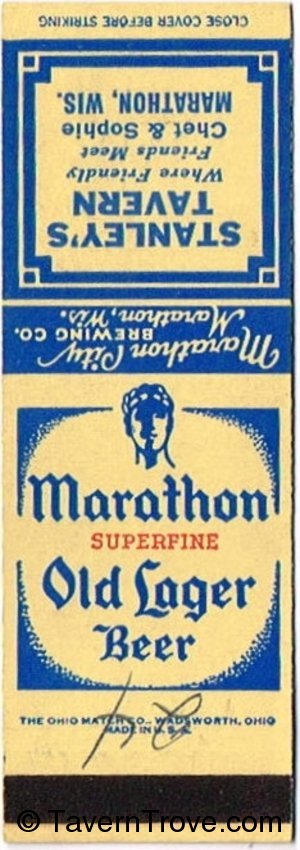 CLOSE COVER BEFORE STRIKING
STANLEY'S
TAVERN
Where Friendly
Friends Meet
Chet & Sophie
MARATHON, WIS.
Marathon City
BREWING CO.
Marathon, Wis.
Marathon
SUPERFINE
Old Lager
Beer
THE OHIO MATCH CO., WADSWORTH, OHIO
MADE IN U.S.A.
© TavernTrove.com